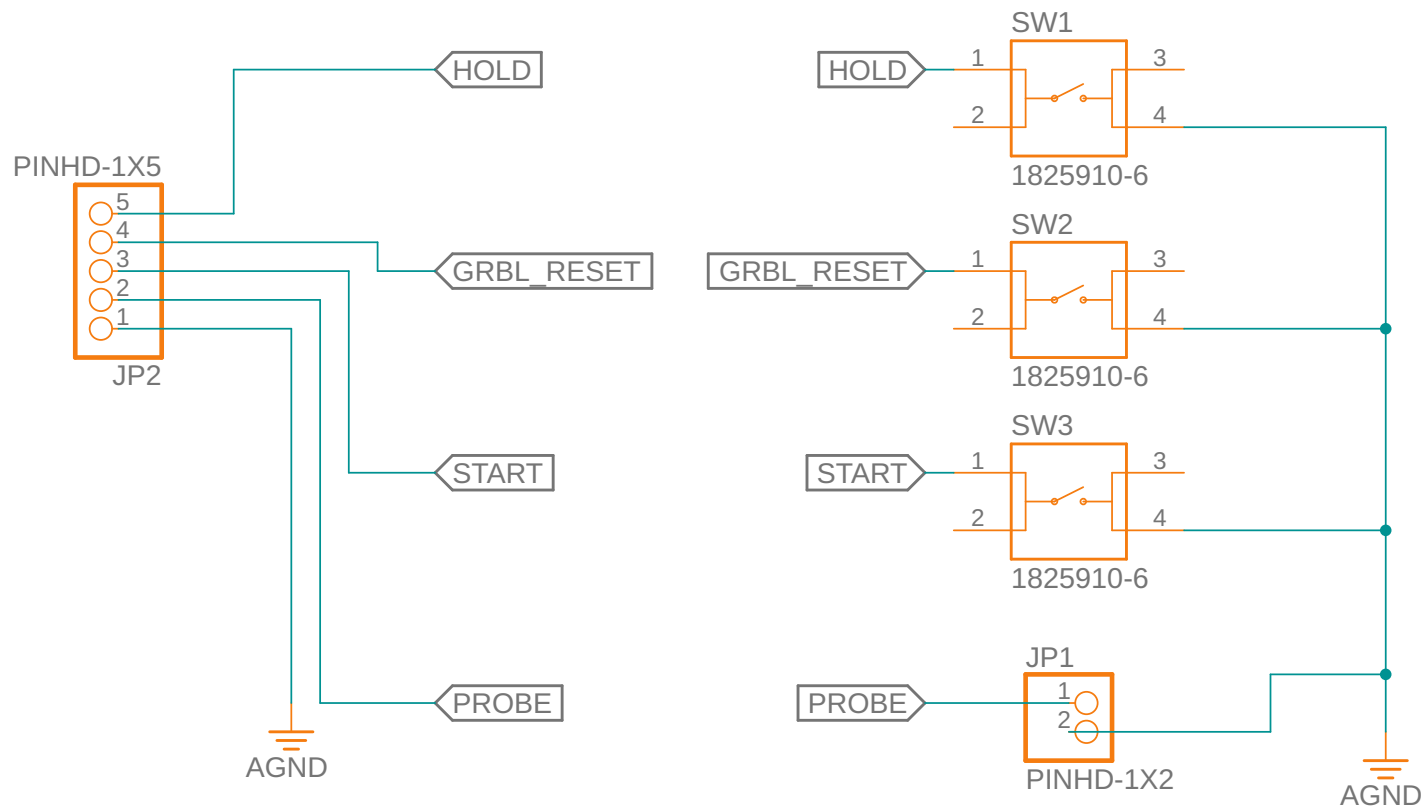 PINHD-1X5
5
4
3
2
1
JP2
HOLD
GRBL_RESET
START
PROBE
AGND
SW1
HOLD
1
3
2
4
1825910-6
SW2
GRBL_RESET
1
3
2
4
1825910-6
SW3
START
1
3
2
4
1825910-6
JP1
PROBE
1
2
PINHD-1X2
AGND